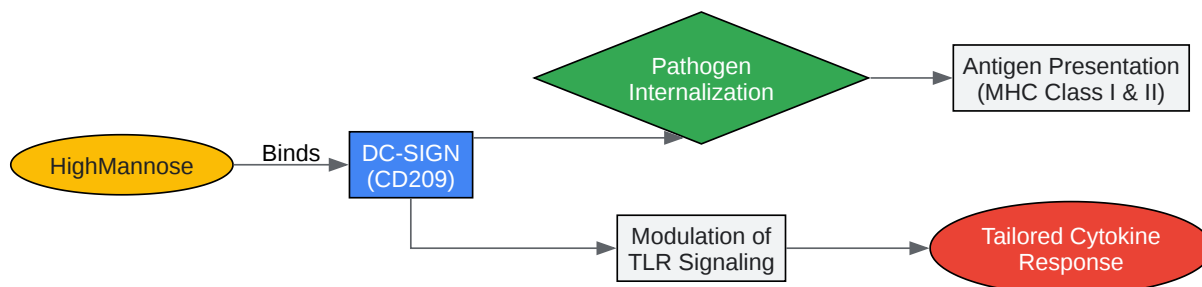 Pathogen
Internalization
Antigen Presentation
(MHC Class I & II)
HighMannose
Binds
DC-SIGN
(CD209)
Modulation of
TLR Signaling
Tailored Cytokine
Response